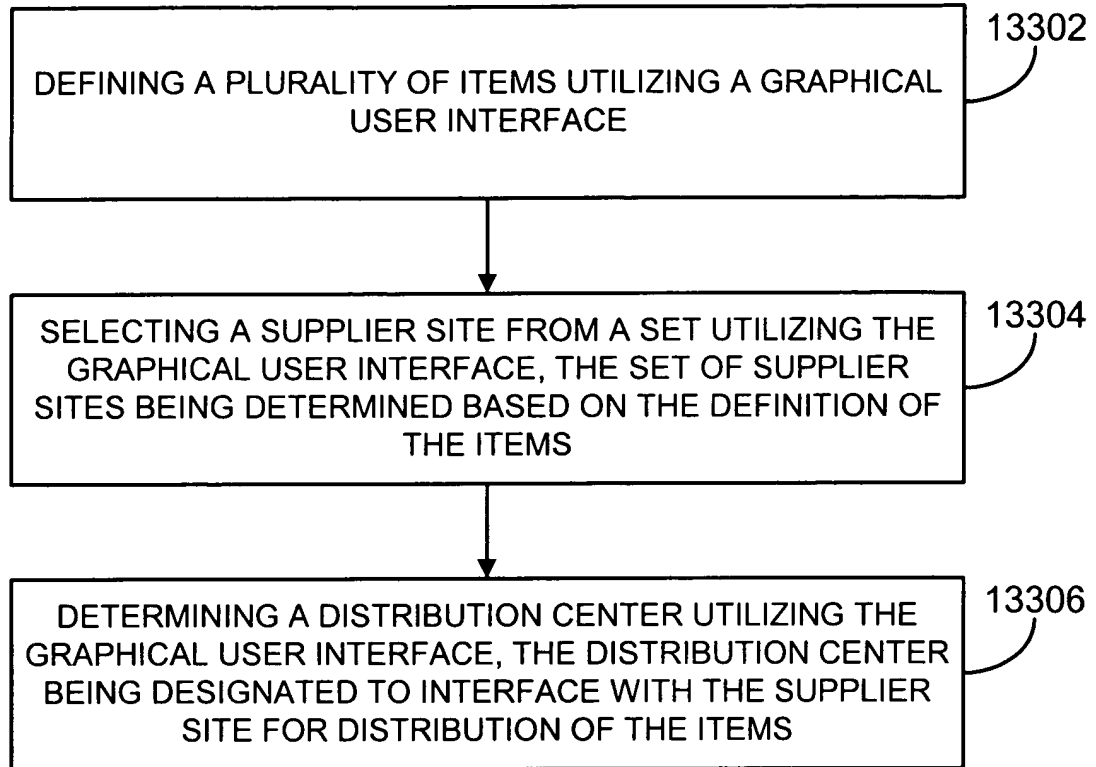 13302
DEFINING A PLURALITY OF ITEMS UTILIZING A GRAPHICAL
USER INTERFACE
13304
SELECTING A SUPPLIER SITE FROM A SET UTILIZING THE
GRAPHICAL USER INTERFACE, THE SET OF SUPPLIER
SITES BEING DETERMINED BASED ON THE DEFINITION OF
THE ITEMS
13306
DETERMINING A DISTRIBUTION CENTER UTILIZING THE
GRAPHICAL USER INTERFACE, THE DISTRIBUTION CENTER
BEING DESIGNATED TO INTERFACE WITH THE SUPPLIER
SITE FOR DISTRIBUTION OF THE ITEMS